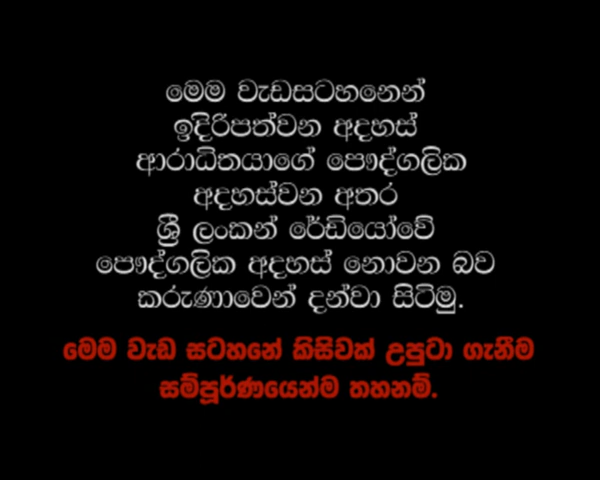 මෙම වැඩසටහනෙන්
ඉදිරිපත්වන අදහස්
ආරාධිතයාගේ පෞද්ගලික
අදහස්වන අතර
ශ්‍රී ලංකන් රේඩියෝවේ
පෞද්ගලික අදහස් නොවන බව
කරුණාවෙන් දන්වා සිටිමු.
මෙම වැඩ සටහනේ කිසිවක් උපුටා ගැනීම
සම්පූර්ණයෙන්ම තහනම්.